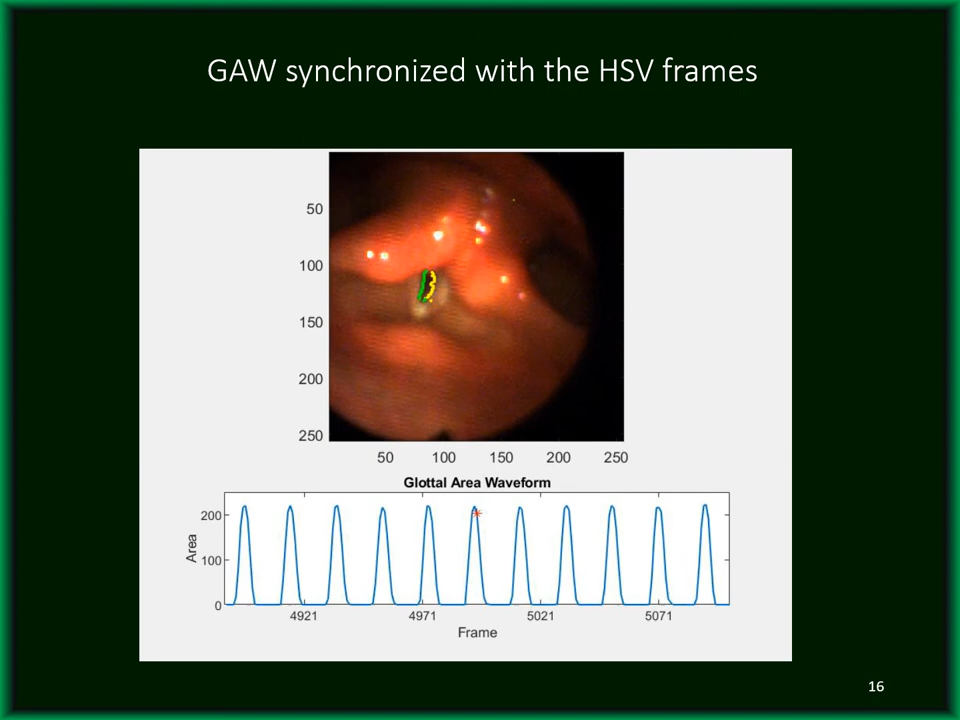 GAW synchronized with the HSV frames
50
100
150
200
250
50 100 150 200 250
Glottal Area Waveform
200
100
0
Area
4921 4971 5021 5071
Frame
16